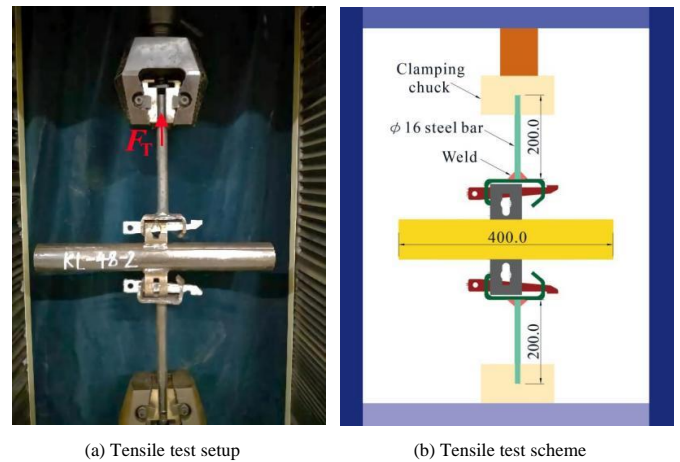 F_T
KL-48-2
Clamping
chuck
ϕ 16 steel bar
Weld
200.0
400.0
200.0
(a) Tensile test setup
(b) Tensile test scheme